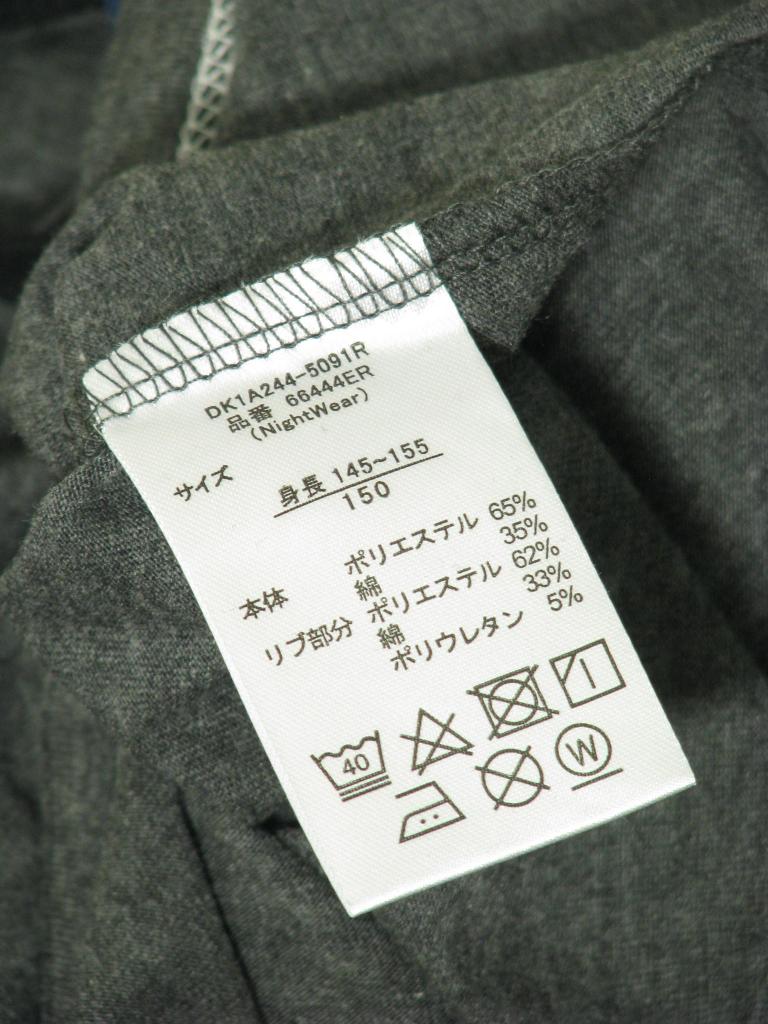 DK1A244-5091R
品番 66444ER
(NightWear)
サイズ 身長 145~155
150
本体 ポリエステル 65%
綿 35%
リブ部分 ポリエステル 62%
綿 33%
ポリウレタン 5%
40
W